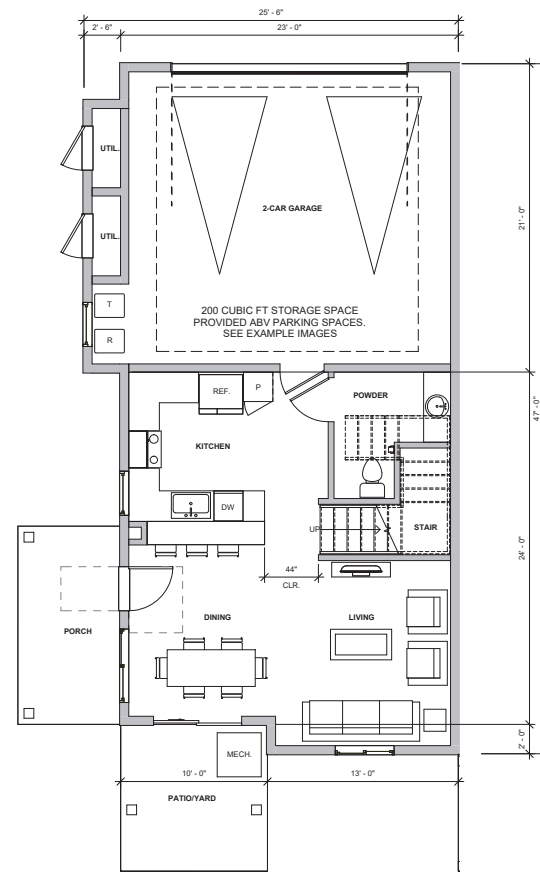 25' - 6"
2' - 6"
23' - 0"
UTIL.
2-CAR GARAGE
UTIL.
21' - 0"
T
R
200 CUBIC FT STORAGE SPACE
PROVIDED ABV PARKING SPACES.
SEE EXAMPLE IMAGES
REF.
P
POWDER
47' - 0"
KITCHEN
DW
UP
STAIR
24' - 0"
44"
CLR.
PORCH
DINING
LIVING
2' - 0"
MECH.
10' - 0"
13' - 0"
PATIO/YARD